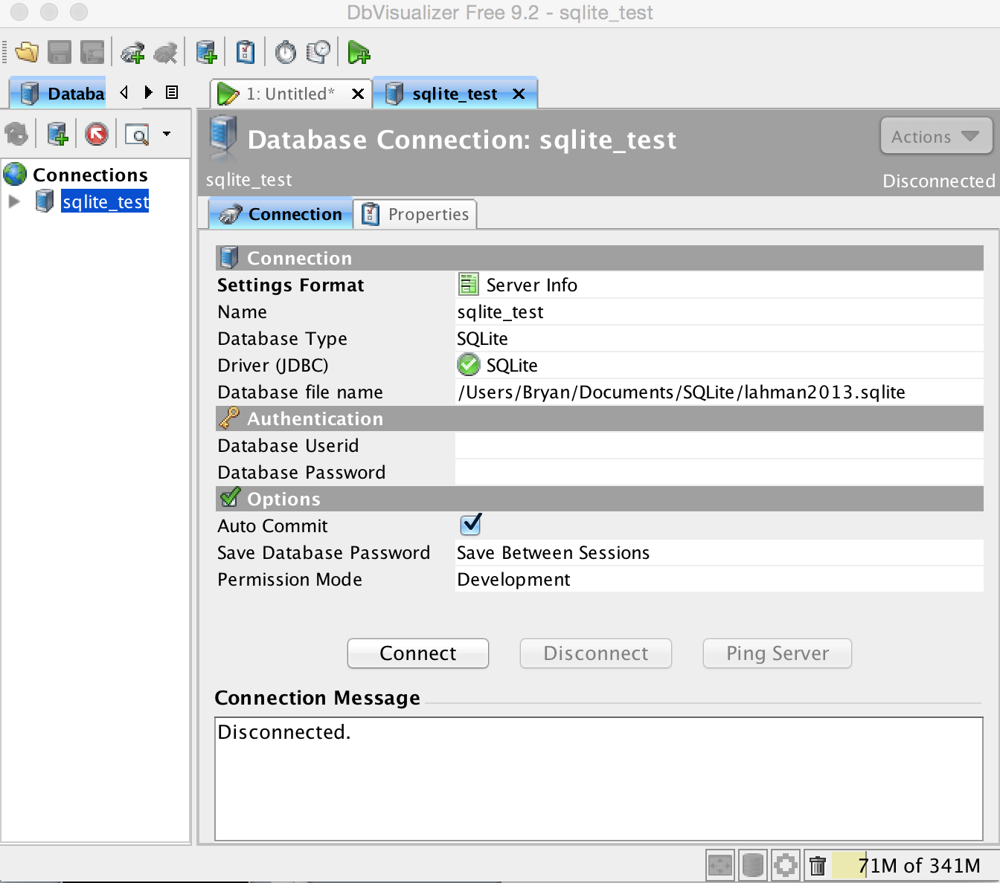 DbVisualizer Free 9.2 - sqlite_test
Databa
1: Untitled*
sqlite_test
Database Connection: sqlite_test
Actions
sqlite_test
Disconnected
Connections
sqlite_test
Connection
Properties
Connection
Settings Format Server Info
Name sqlite_test
Database Type SQLite
Driver (JDBC) SQLite
Database file name /Users/Bryan/Documents/SQLite/lahman2013.sqlite
Authentication
Database Userid
Database Password
Options
Auto Commit
Save Database Password Save Between Sessions
Permission Mode Development
Connect Disconnect Ping Server
Connection Message
Disconnected.
71M of 341M